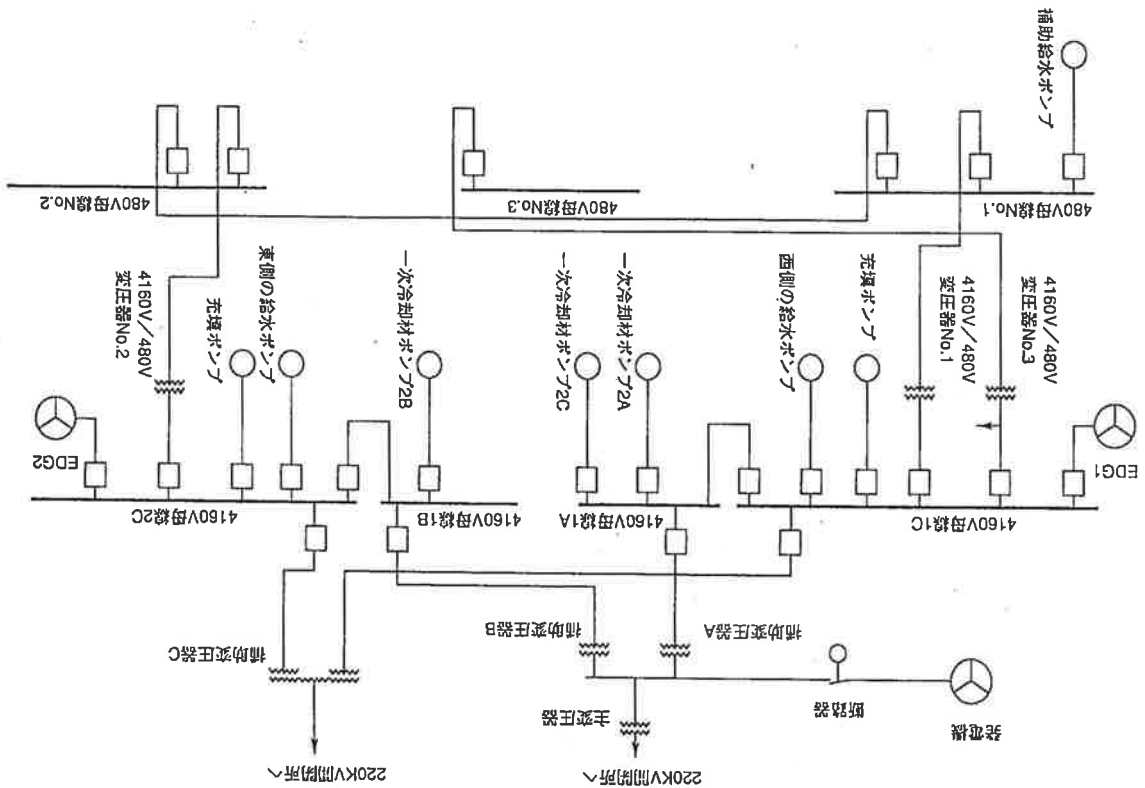 220KV開閉所へ
220KV開閉所へ
発電機
断路器
主変圧器
補助変圧器A
補助変圧器B
補助変圧器C
4160V母線1C
4160V母線1A
4160V母線1B
4160V母線2C
EDG1
EDG2
4160V/480V
変圧器No.3
4160V/480V
変圧器No.1
充填ポンプ
西側の給水ポンプ
一次冷却材ポンプ2A
一次冷却材ポンプ2C
一次冷却材ポンプ2B
東側の給水ポンプ
充填ポンプ
4160V/480V
変圧器No.2
480V母線No.1
480V母線No.3
480V母線No.2
補助給水ポンプ